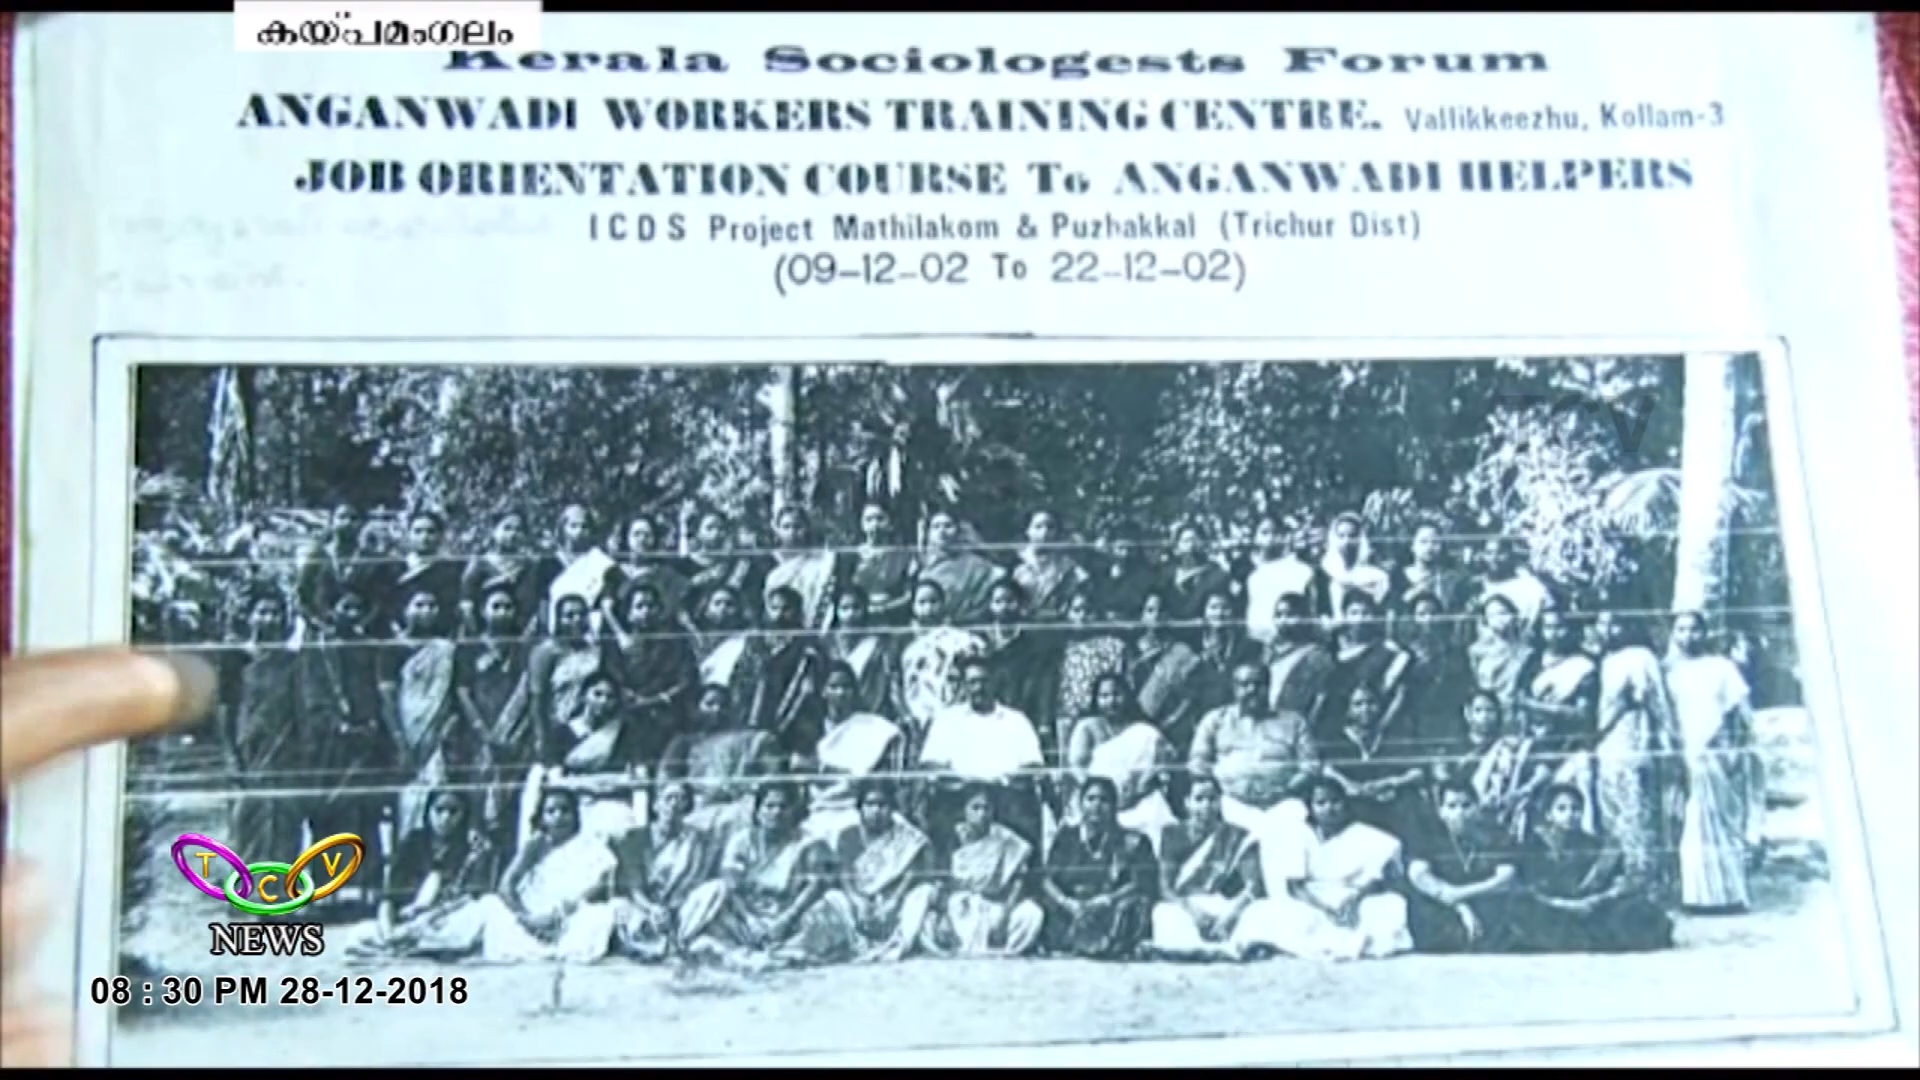 കയ്പമംഗലം
Kerala Sociologests Forum
ANGANWADI WORKERS TRAINING CENTRE. Vallikkeezhu, Kollam-3
JOB ORIENTATION COURSE To ANGANWADI HELPERS
ICDS Project Mathilakom & Puzhakkal (Trichur Dist)
(09-12-02 To 22-12-02)
TCV
NEWS
08 : 30 PM 28-12-2018